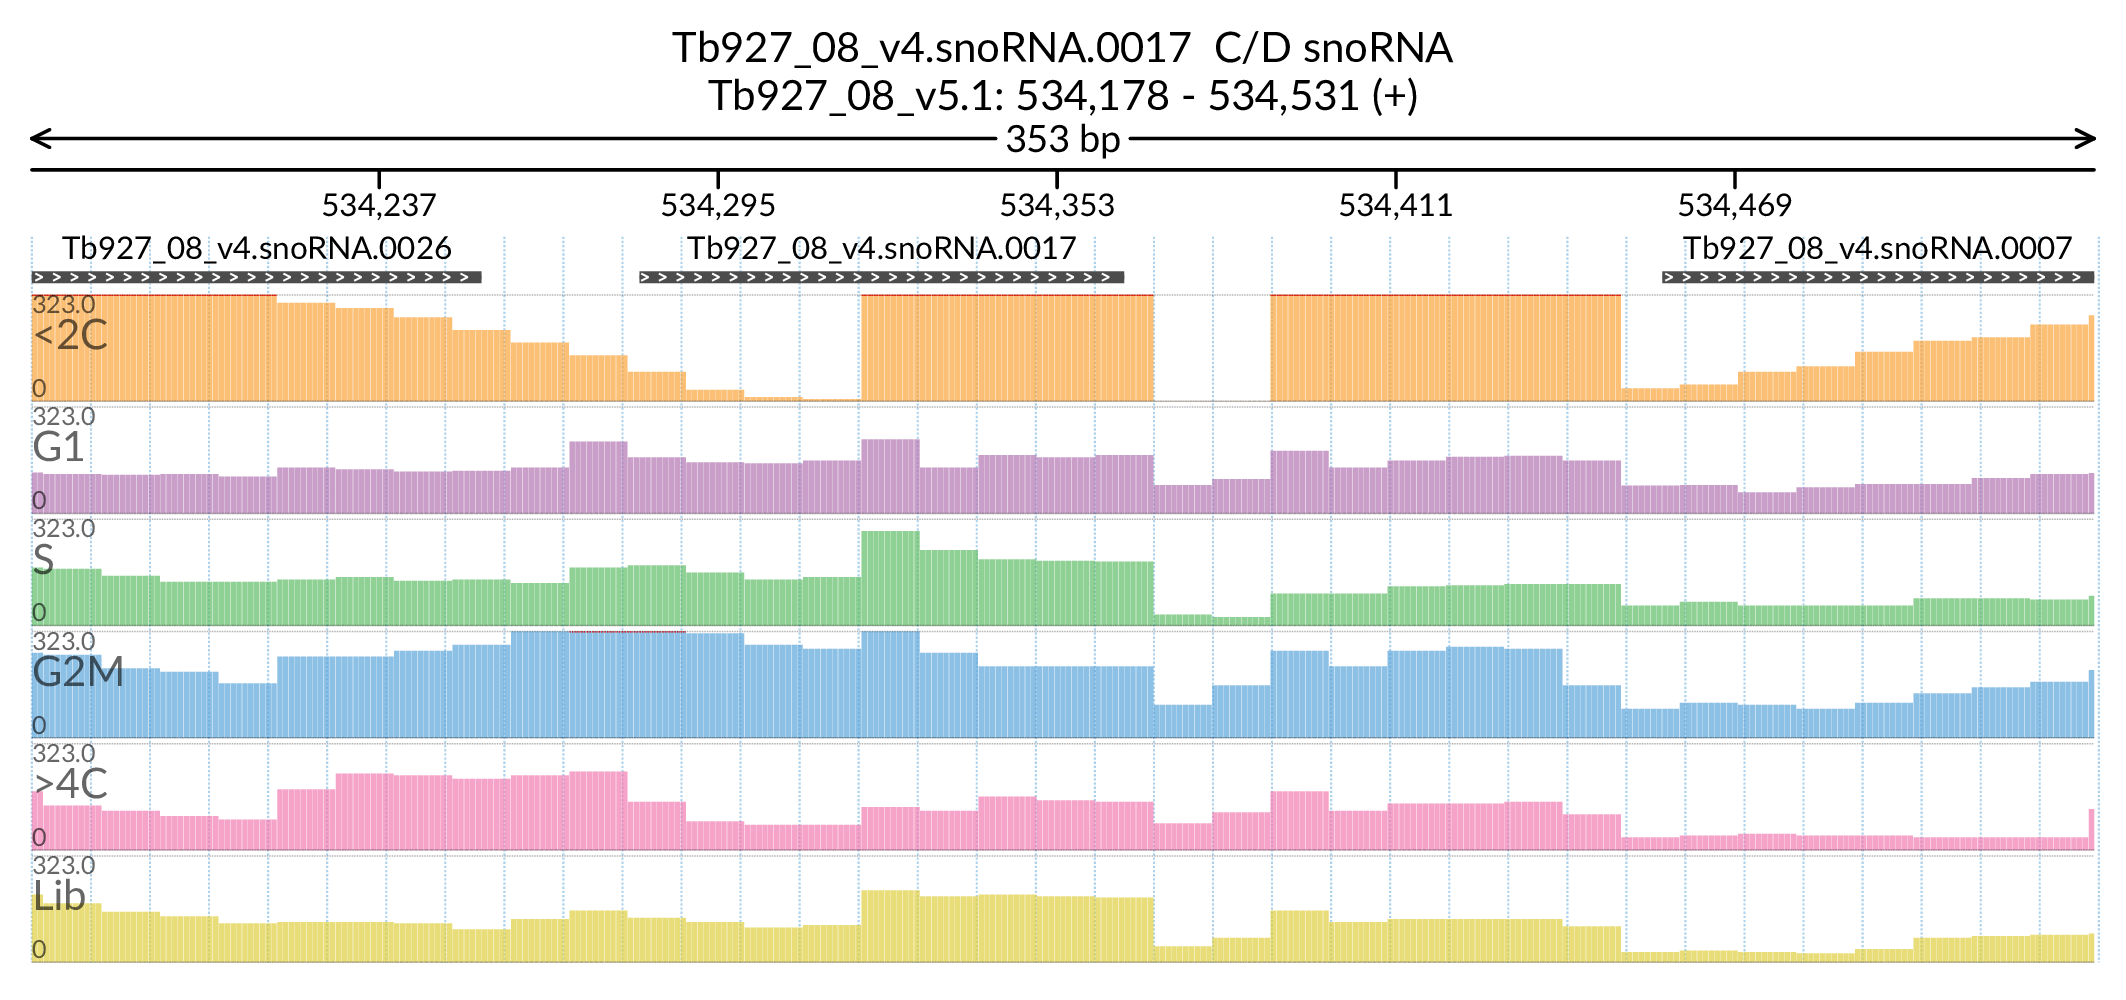 Tb927_08_v4.snoRNA.0017 C/D snoRNA
Tb927_08_v5.1: 534,178 - 534,531 (+)
353 bp
534,237 534,295 534,353 534,411 534,469
Tb927_08_v4.snoRNA.0026 Tb927_08_v4.snoRNA.0017 Tb927_08_v4.snoRNA.0007
323.0
<2C
0
323.0
G1
0
323.0
S
0
323.0
G2M
0
323.0
>4C
0
323.0
Lib
0